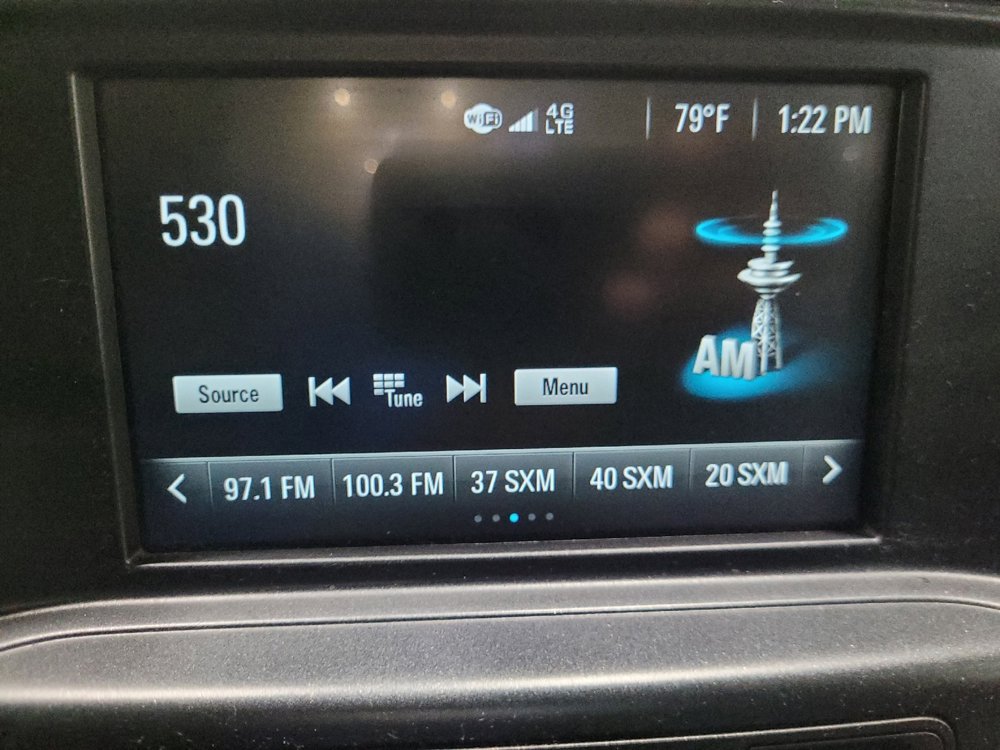 WiFi 4G LTE 79°F 1:22 PM
530
AM
Source Tune Menu
97.1 FM 100.3 FM 37 SXM 40 SXM 20 SXM